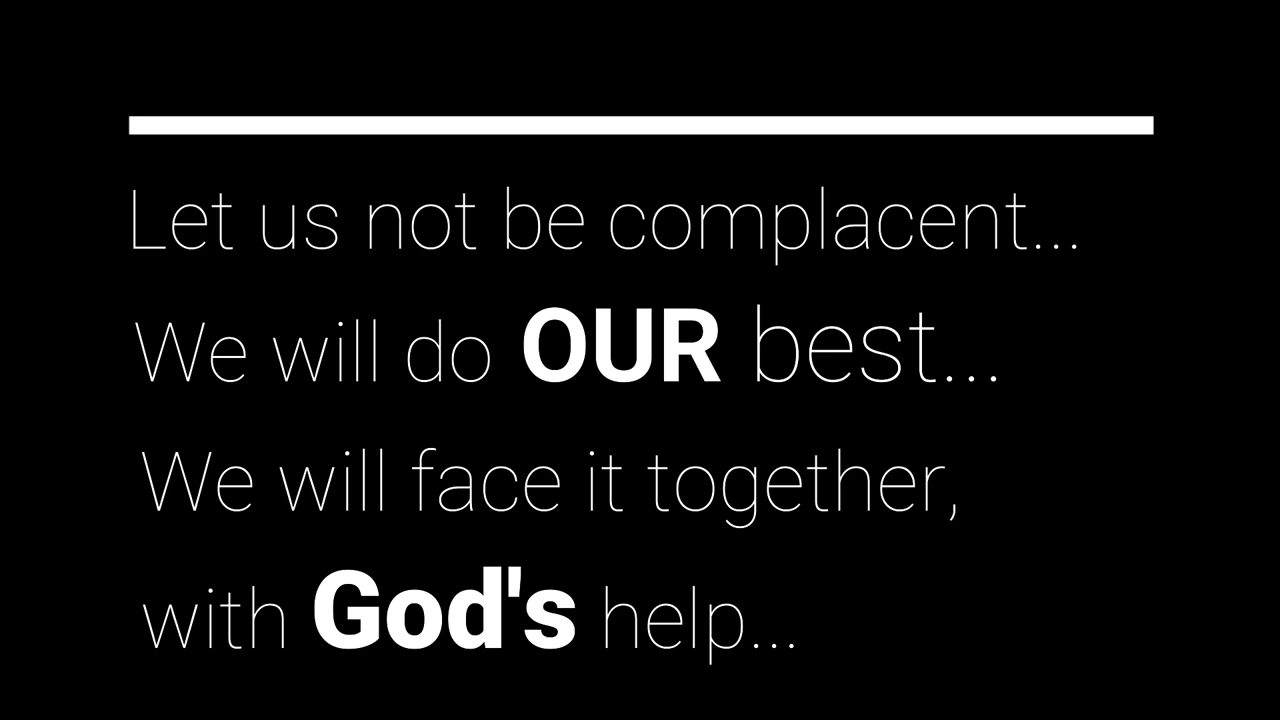 Let us not be complacent...
We will do OUR best...
We will face it together,
with God's help...